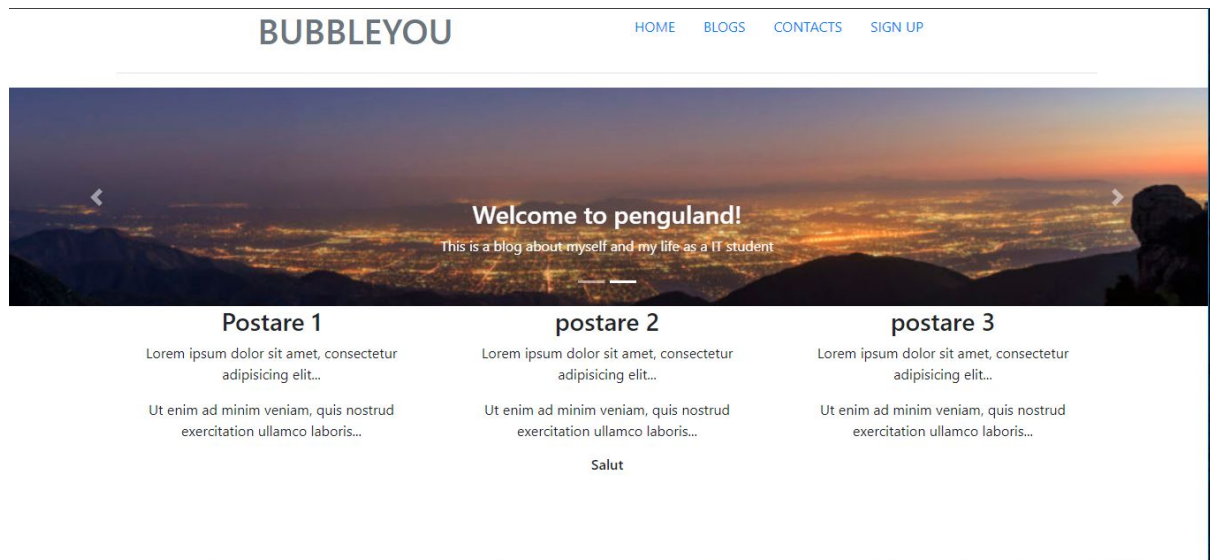 BUBBLEYOU HOME BLOGS CONTACTS SIGN UP
Welcome to penguland!
This is a blog about myself and my life as a IT student
Postare 1
Lorem ipsum dolor sit amet, consectetur
adipisicing elit...
Ut enim ad minim veniam, quis nostrud
exercitation ullamco laboris...
postare 2
Lorem ipsum dolor sit amet, consectetur
adipisicing elit...
Ut enim ad minim veniam, quis nostrud
exercitation ullamco laboris...
postare 3
Lorem ipsum dolor sit amet, consectetur
adipisicing elit...
Ut enim ad minim veniam, quis nostrud
exercitation ullamco laboris...
Salut